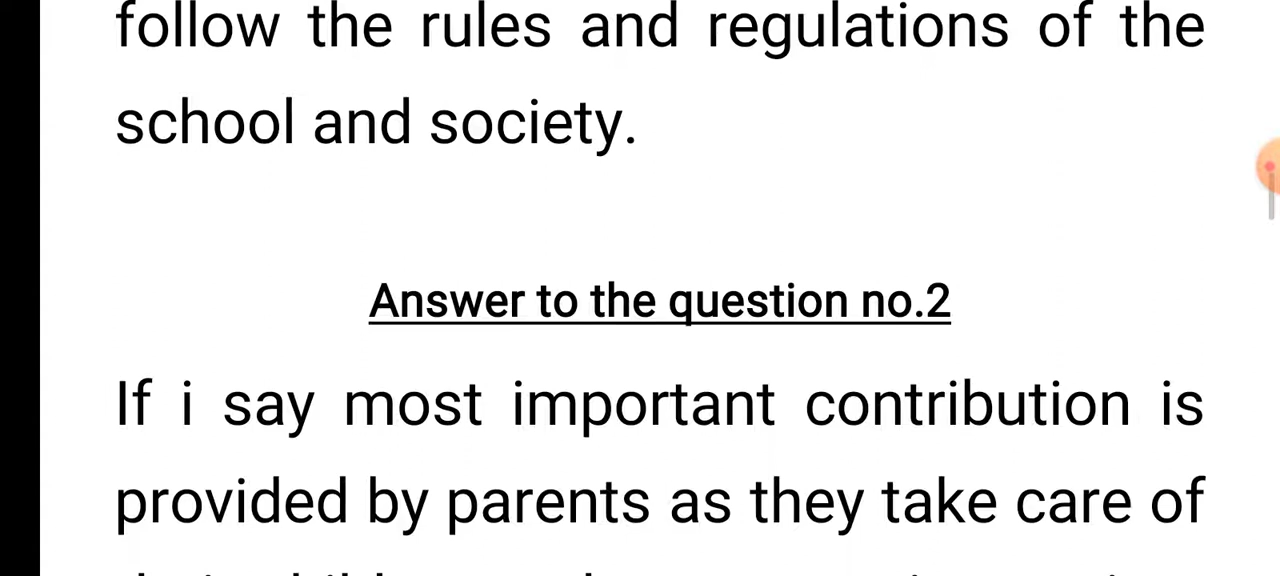 follow the rules and regulations of the
school and society.
Answer to the question no.2
If i say most important contribution is
provided by parents as they take care of